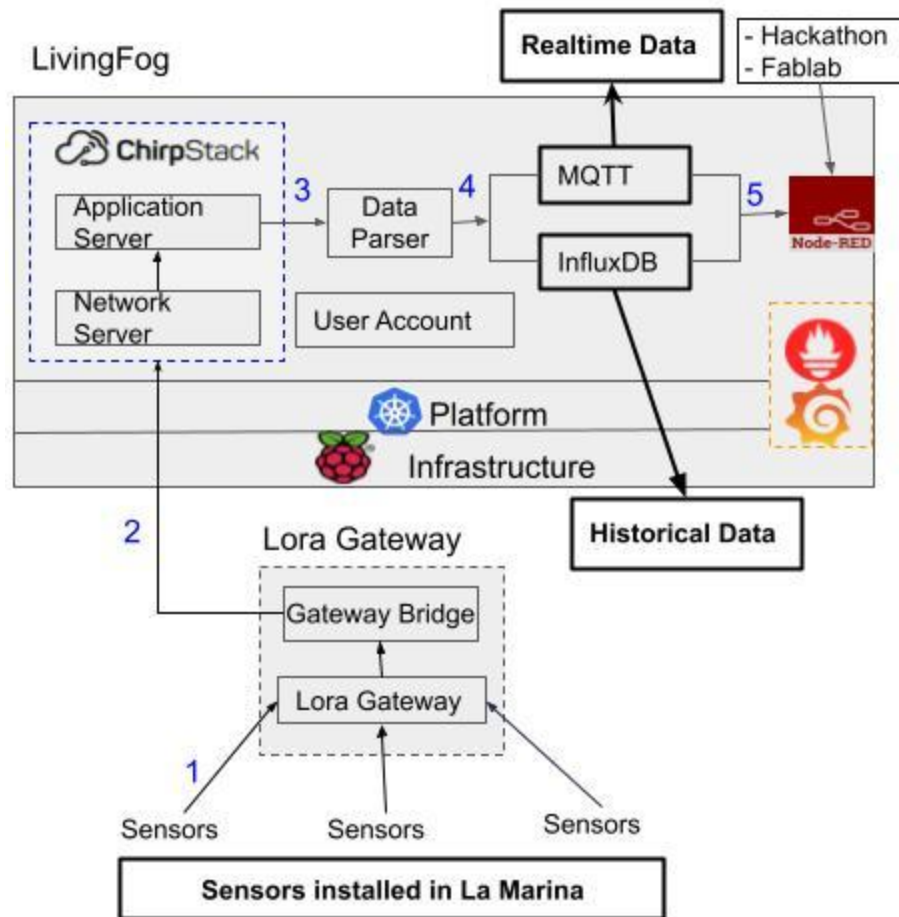 LivingFog
Realtime Data
- Hackathon
- Fablab
ChirpStack
Application
Server
3
Data
Parser
4
MQTT
InfluxDB
5
Node-RED
Network
Server
User Account
Platform
Infrastructure
2
Historical Data
Lora Gateway
Gateway Bridge
Lora Gateway
1
Sensors
Sensors
Sensors
Sensors installed in La Marina